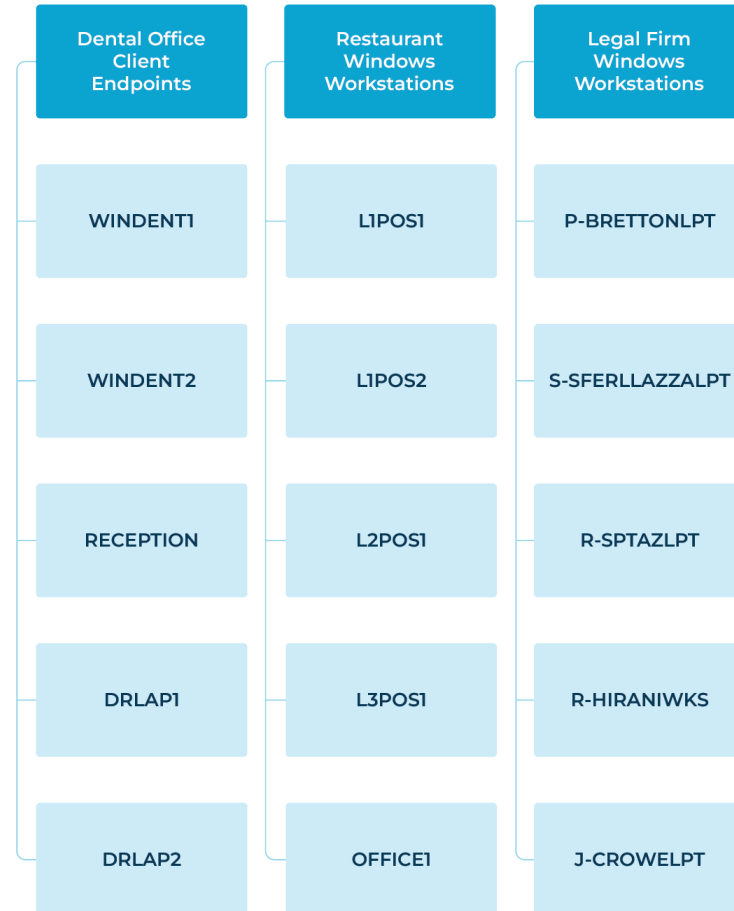 Dental Office
Client
Endpoints
WINDENT1
WINDENT2
RECEPTION
DRLAP1
DRLAP2
Restaurant
Windows
Workstations
L1POS1
L1POS2
L2POS1
L3POS1
OFFICE1
Legal Firm
Windows
Workstations
P-BRETTONLPT
S-SFERLLAZZALPT
R-SPTAZLPT
R-HIRANIWKS
J-CROWELPT